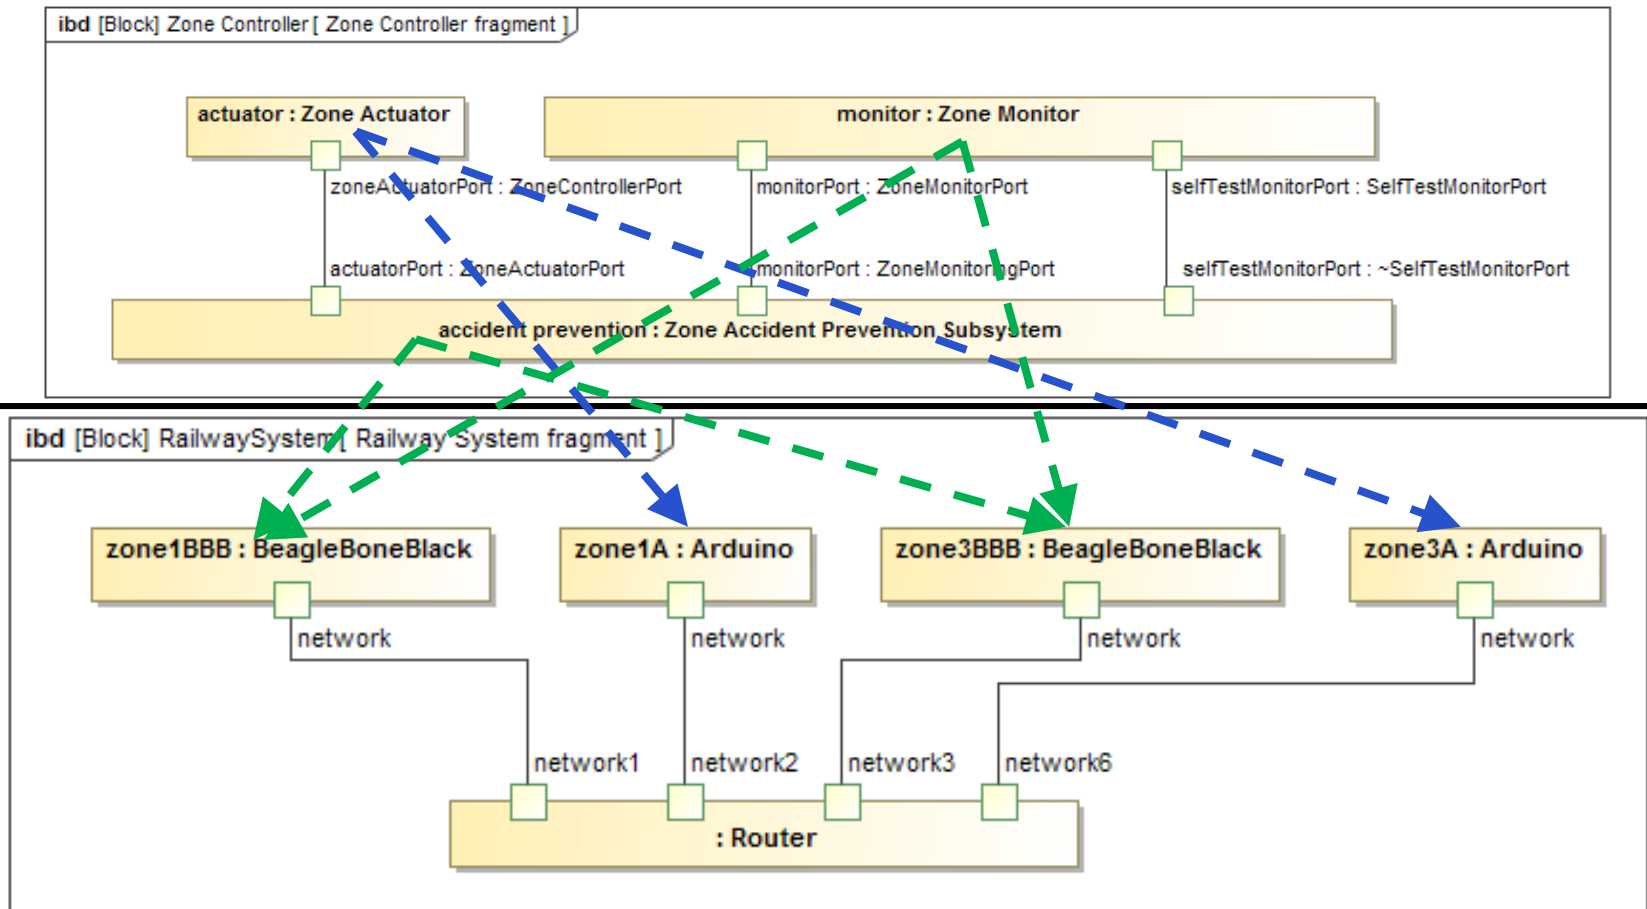 ibd [Block] Zone Controller [ Zone Controller fragment ]
actuator : Zone Actuator
monitor : Zone Monitor
zoneActuatorPort : ZoneControllerPort
monitorPort : ZoneMonitorPort
selfTestMonitorPort : SelfTestMonitorPort
actuatorPort : ZoneActuatorPort
monitorPort : ZoneMonitoringPort
selfTestMonitorPort : ~SelfTestMonitorPort
accident prevention : Zone Accident Prevention Subsystem
ibd [Block] RailwaySystem [ Railway System fragment ]
zone1BBB : BeagleBoneBlack
zone1A : Arduino
zone3BBB : BeagleBoneBlack
zone3A : Arduino
network
network
network
network
network1
network2
network3
network6
: Router